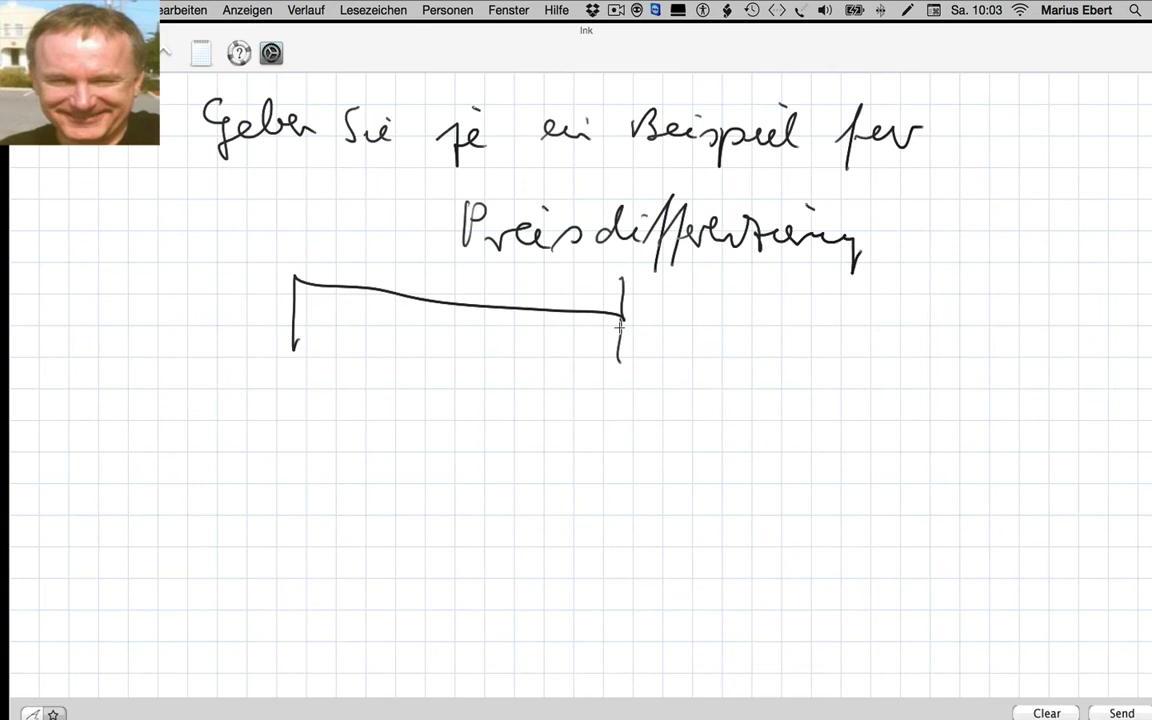 arbeiten Anzeigen Verlauf Lesezeichen Personen Fenster Hilfe Sa. 10:03 Marius Ebert
Ink
Geben Sie je ein Beispiel fer
Preisdifferenzierung
Clear Send